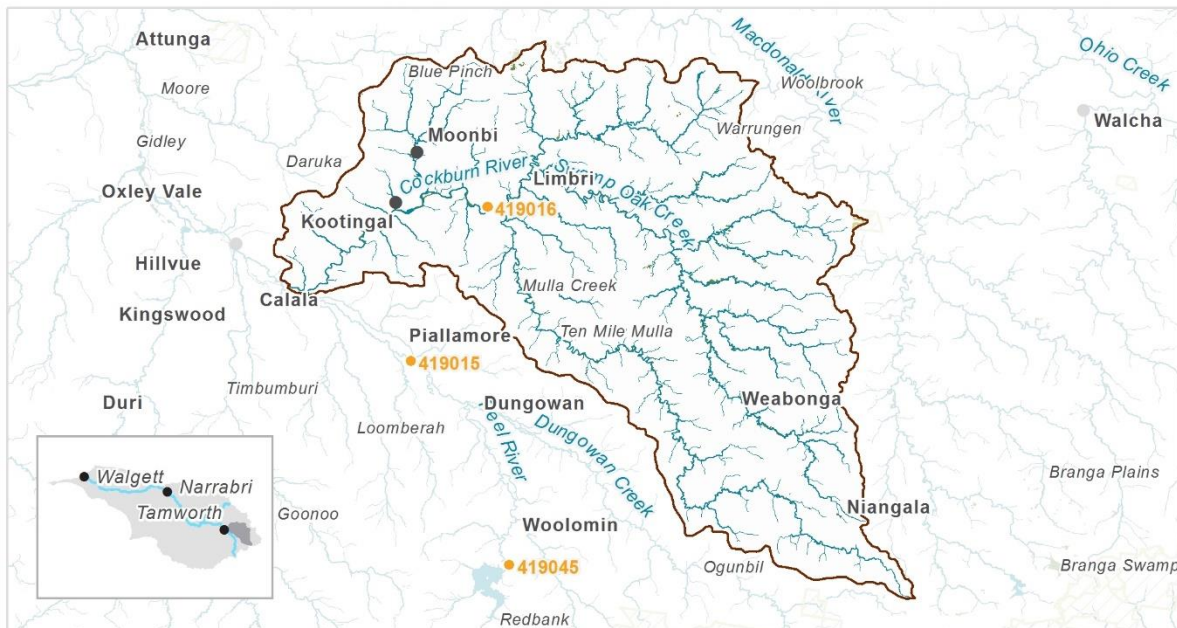 Attunga
Moore
Blue Pinch
Macdonald River
Woolbrook
Ohio Creek
Walcha
Gidley
Daruka
Moonbi
Warrungen
Oxley Vale
Cockburn River
Limbri
Swamp Oak Creek
Kootingal
419016
Hillvue
Calala
Kingswood
Mulla Creek
Piallamore
Ten Mile Mulla
419015
Timbumburi
Duri
Loomberah
Dungowan
Weabonga
Peel River
Dungowan Creek
Walgett
Narrabri
Tamworth
Goonoo
Woolomin
Niangala
Branga Plains
419045
Ogunbil
Branga Swamp
Redbank